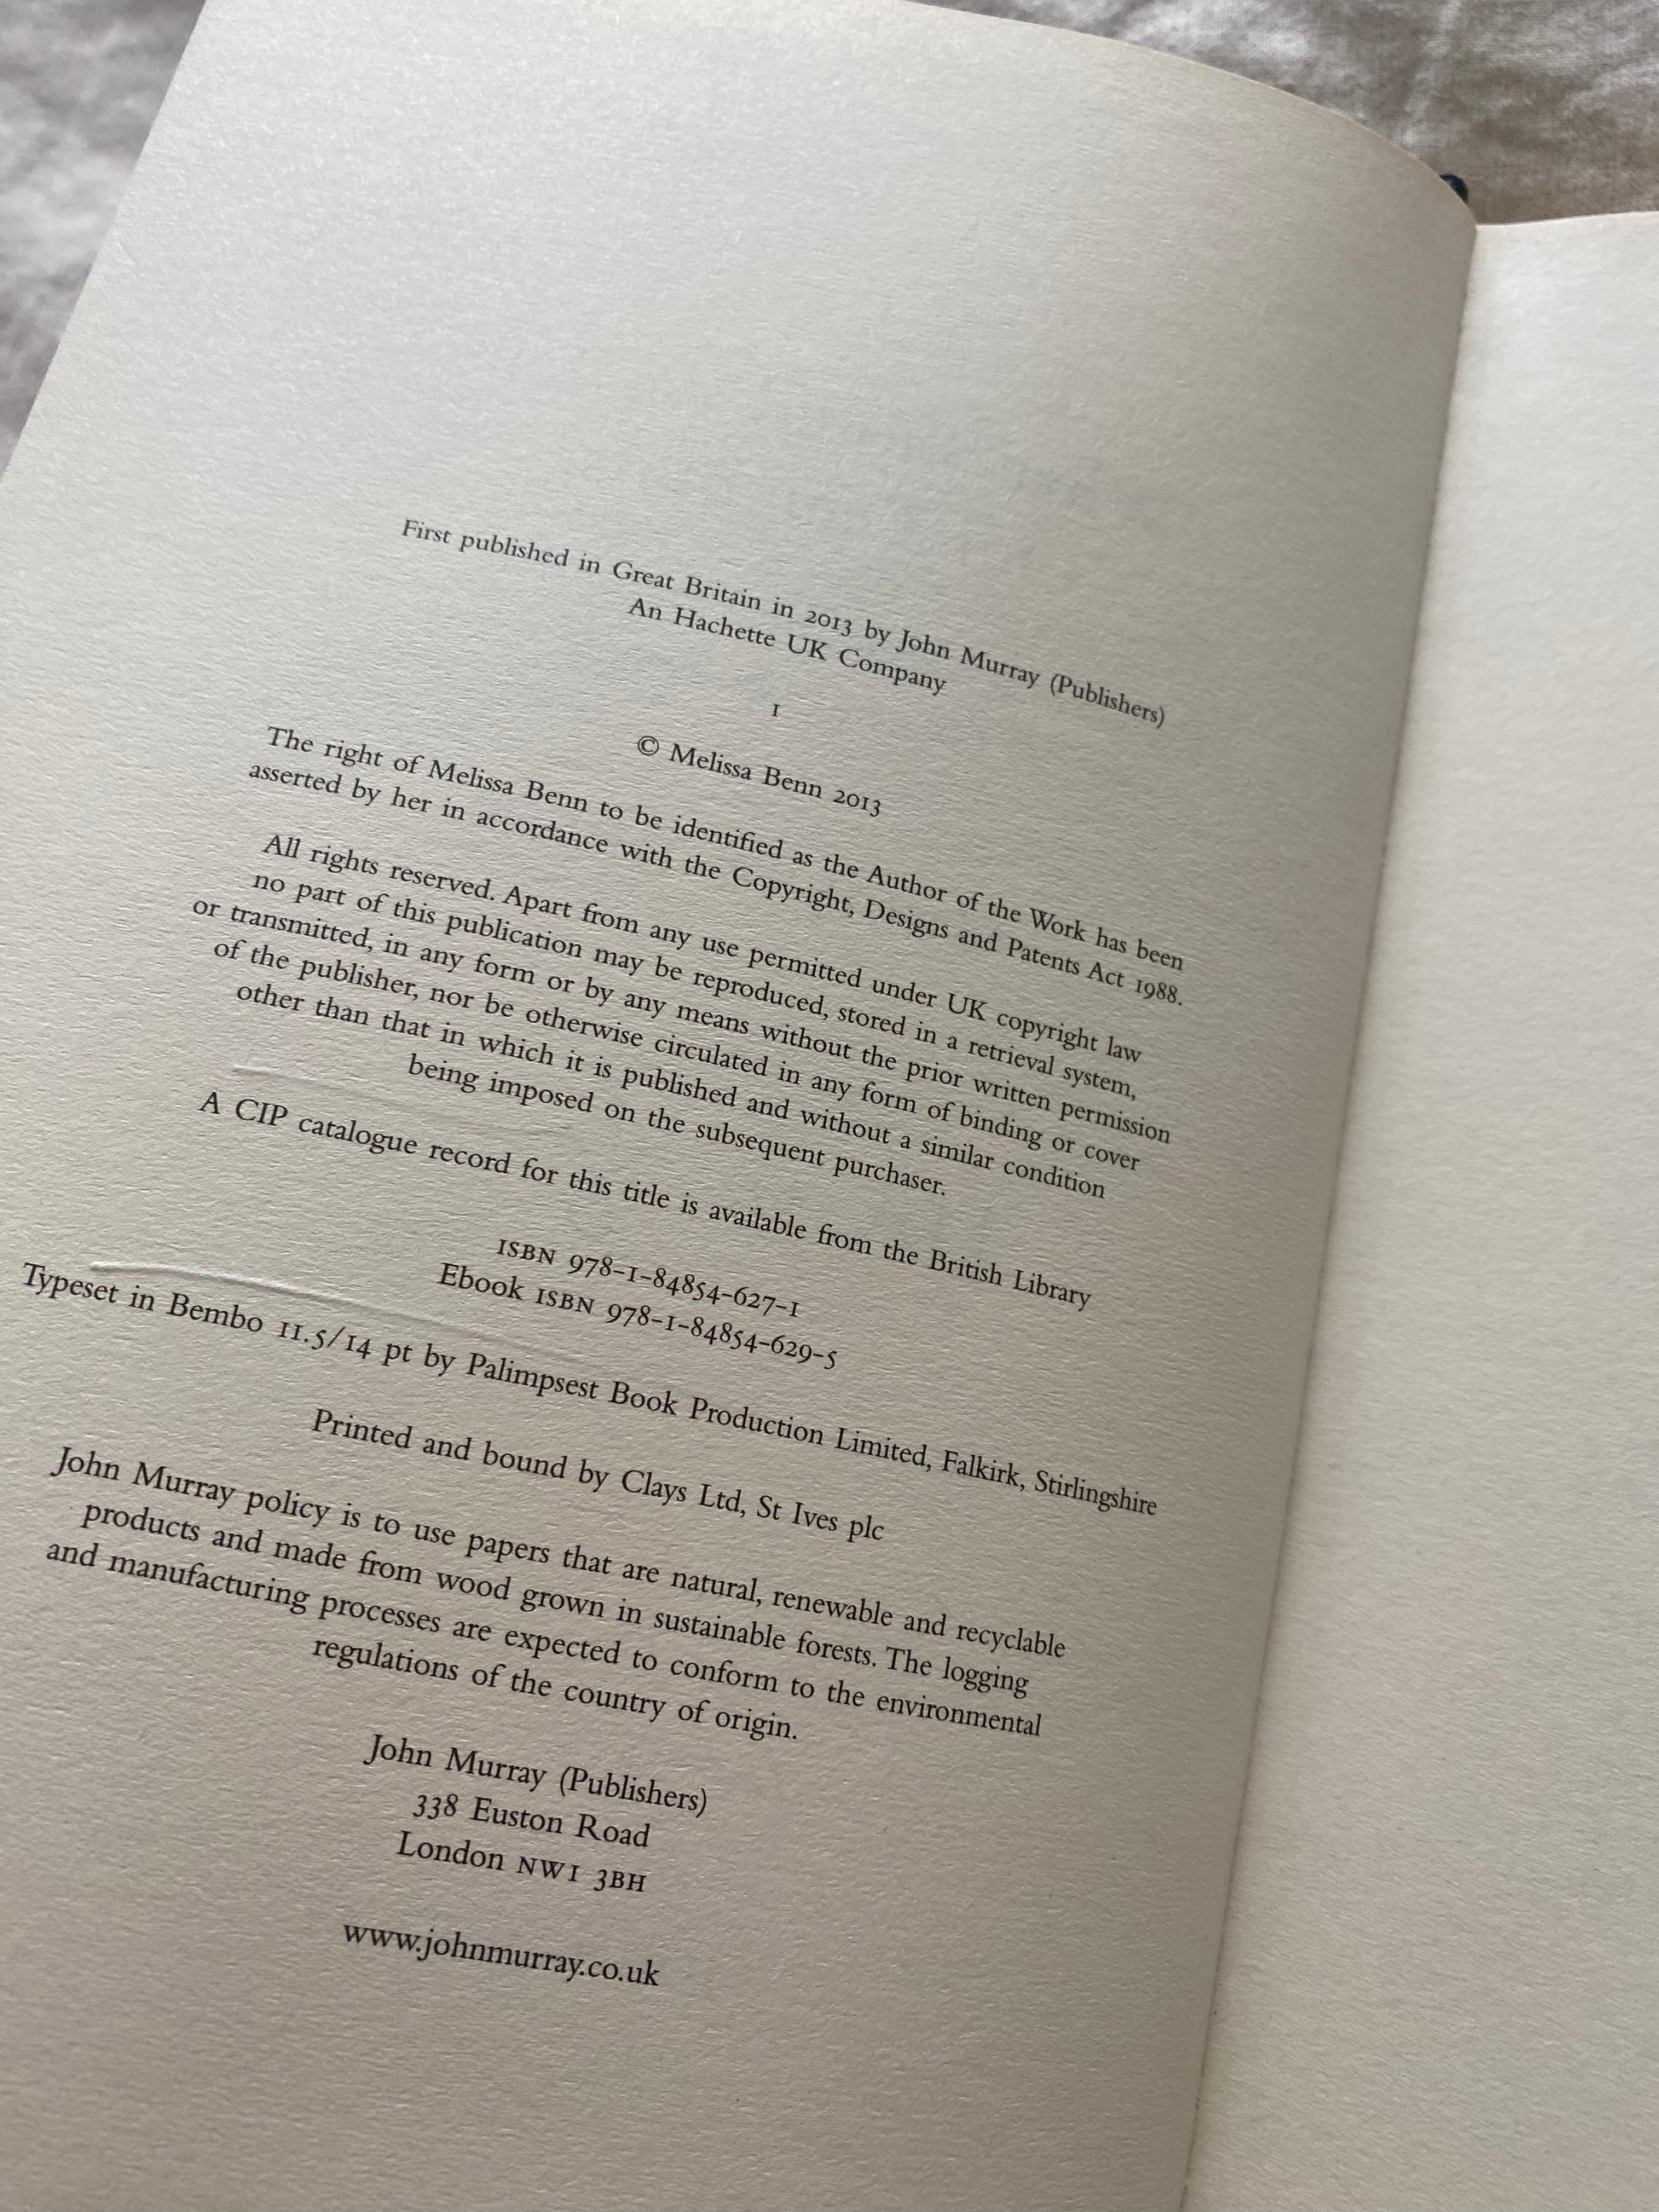 First published in Great Britain in 2013 by John Murray (Publishers)
An Hachette UK Company
1
© Melissa Benn 2013
The right of Melissa Benn to be identified as the Author of the Work has been
asserted by her in accordance with the Copyright, Designs and Patents Act 1988.
All rights reserved. Apart from any use permitted under UK copyright law
no part of this publication may be reproduced, stored in a retrieval system,
or transmitted, in any form or by any means without the prior written permission
of the publisher, nor be otherwise circulated in any form of binding or cover
other than that in which it is published and without a similar condition
being imposed on the subsequent purchaser.
A CIP catalogue record for this title is available from the British Library
ISBN 978-1-84854-627-1
Ebook ISBN 978-1-84854-629-5
Typeset in Bembo 11.5/14 pt by Palimpsest Book Production Limited, Falkirk, Stirlingshire
Printed and bound by Clays Ltd, St Ives plc
John Murray policy is to use papers that are natural, renewable and recyclable
products and made from wood grown in sustainable forests. The logging
and manufacturing processes are expected to conform to the environmental
regulations of the country of origin.
John Murray (Publishers)
338 Euston Road
London NW1 3BH
www.johnmurray.co.uk